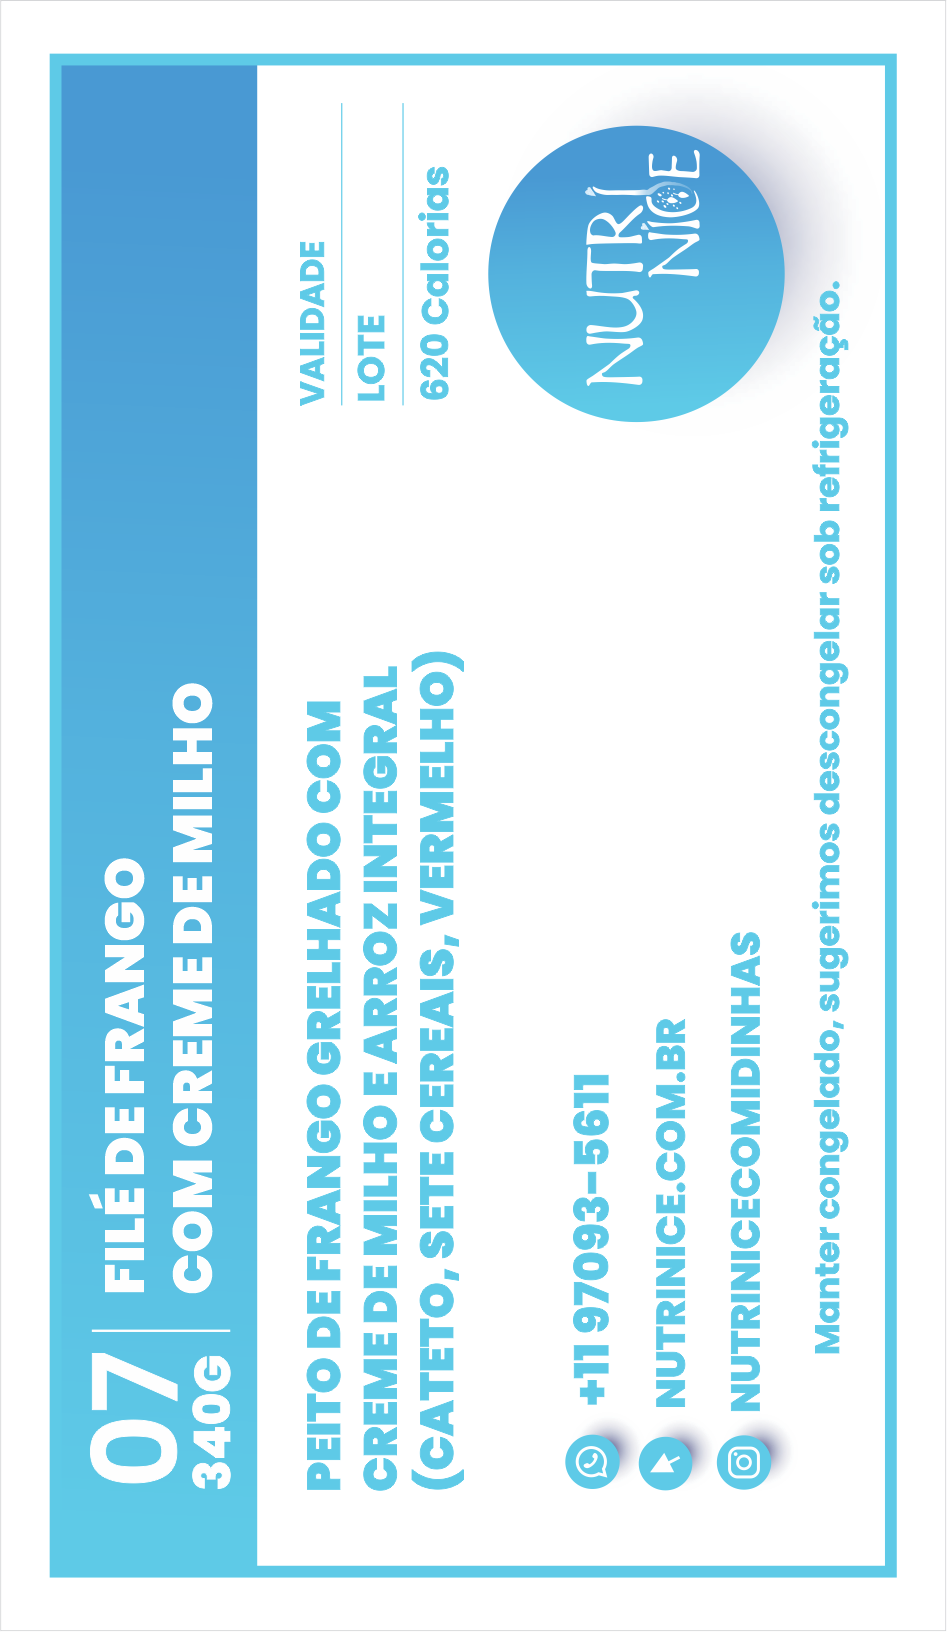 07
340G
FILÉ DE FRANGO
COM CREME DE MILHO
PEITO DE FRANGO GRELHADO COM
CREME DE MILHO E ARROZ INTEGRAL
(CATETO, SETE CEREAIS, VERMELHO)
VALIDADE
LOTE
620 Calorias
+11 97093-5611
NUTRINICE.COM.BR
NUTRINICECOMIDINHAS
NUTRI
NICE
Manter congelado, sugerimos descongelar sob refrigeração.